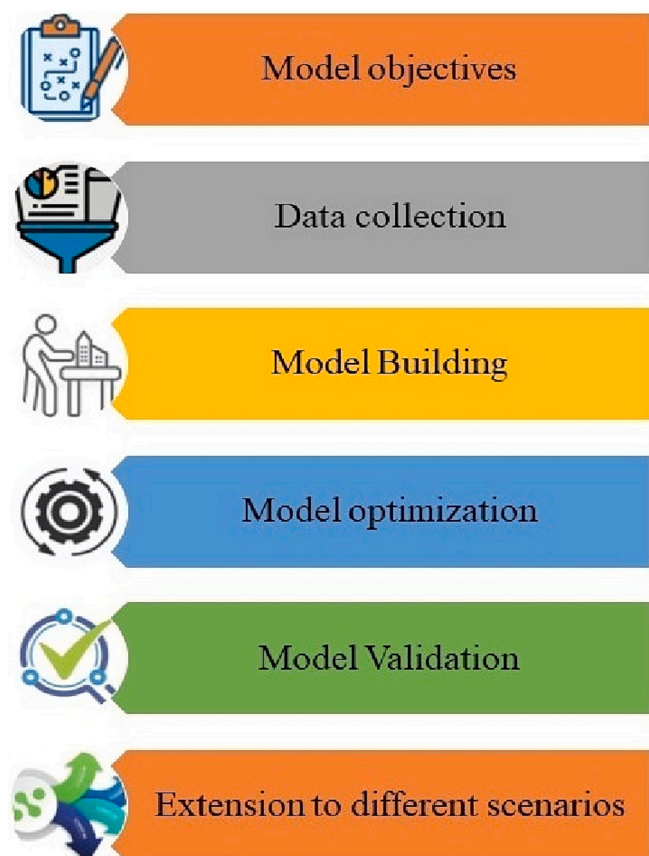 Model objectives
Data collection
Model Building
Model optimization
Model Validation
Extension to different scenarios